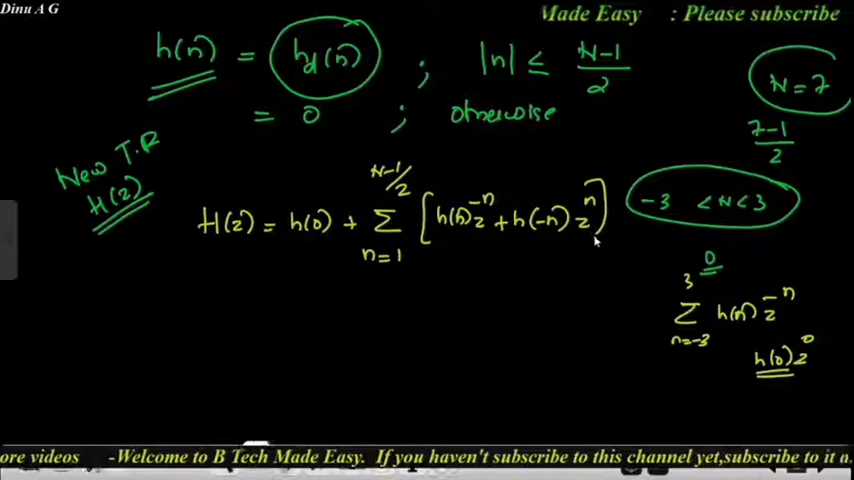 Dinu A G
Made Easy : Please subscribe
h(n) = hd(n) ; |n| ≤ N-1/2
= 0 ; otherwise
N = 7
7-1/2
New T.R
H(z)
H(z) = h(0) + Σ n=1 N-1/2 [h(n)z^-n + h(-n) z^n]
-3 < N < 3
0
3 Σ n=-3 h(n) z^-n
h(0) z^0
ore videos -Welcome to B Tech Made Easy. If you haven't subscribe to this channel yet,subscribe to it n